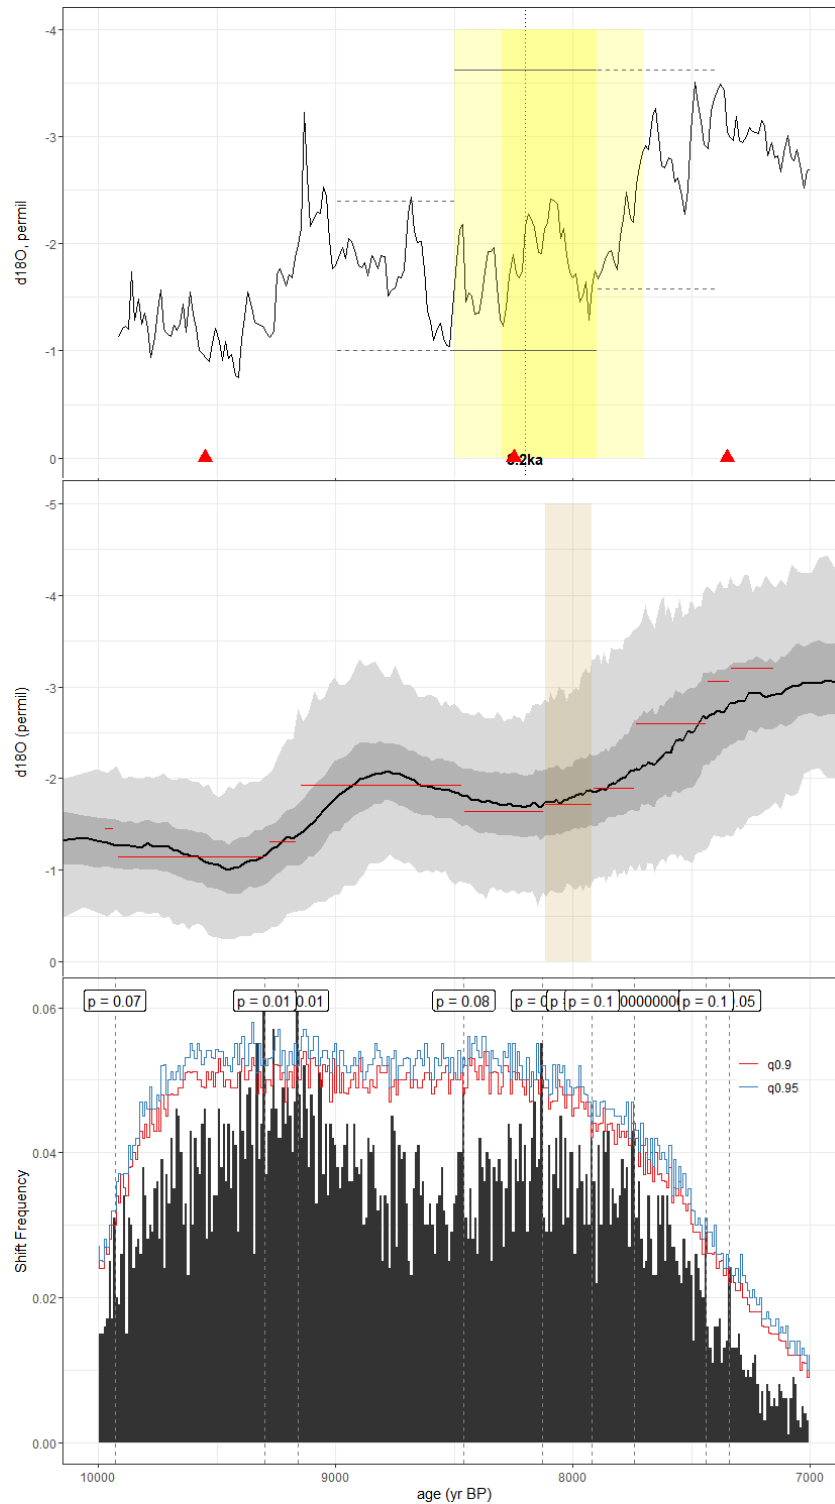 -4
-3
-2
-1
0
d18O, permil
8.2ka
-5
-4
-3
-2
-1
0
d18O (permil)
p = 0.07
p = 0.01
0.01
p = 0.08
p = 0
p
p = 0.1
p = 0.1
.05
0.06
0.04
0.02
0.00
Shift Frequency
q0.9
q0.95
10000
9000
8000
7000
age (yr BP)